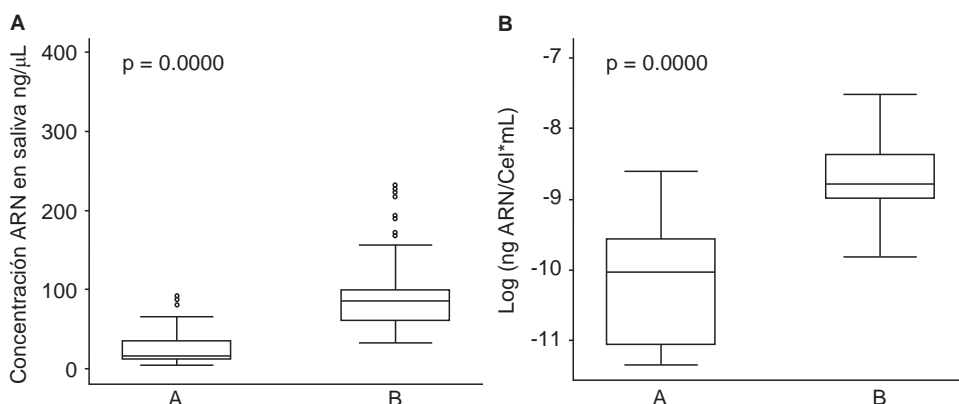 A
Concentración ARN en saliva ng/µL
400
300
200
100
0
p = 0.0000
A B
B
Log (ng ARN/Cel*mL)
-7
-8
-9
-10
-11
p = 0.0000
A B